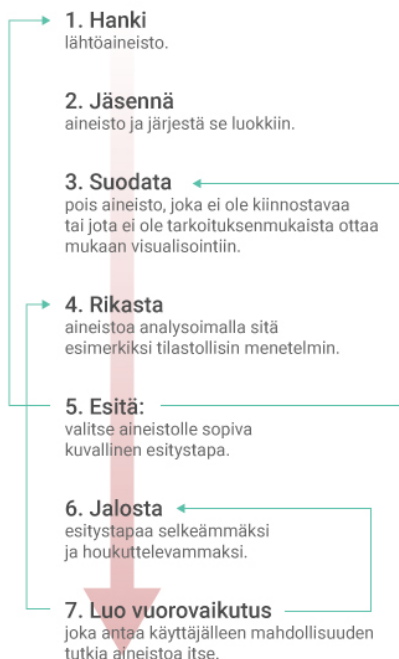 1. Hanki
lähtöaineisto.
2. Jäsennä
aineisto ja järjestä se luokkiin.
3. Suodata
pois aineisto, joka ei ole kiinnostavaa
tai jota ei ole tarkoituksenmukaista ottaa
mukaan visualisointiin.
4. Rikasta
aineistoa analysoimalla sitä
esimerkiksi tilastollisin menetelmin.
5. Esitä:
valitse aineistolle sopiva
kuvallinen esitystapa.
6. Jalosta
esitystapaa selkeämmäksi
ja houkuttelevammaksi.
7. Luo vuorovaikutus
joka antaa käyttäjälleen mahdollisuuden
tutkia aineistoa itse.